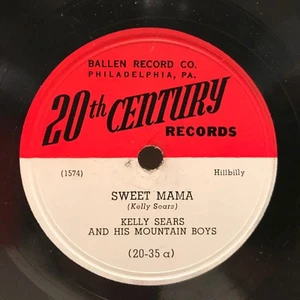 BALLEN RECORD CO.
PHILADELPHIA, PA.
20th CENTURY
RECORDS
(1574) Hillbilly
SWEET MAMA
(Kelly Sears)
KELLY SEARS
AND HIS MOUNTAIN BOYS
(20-35 a)